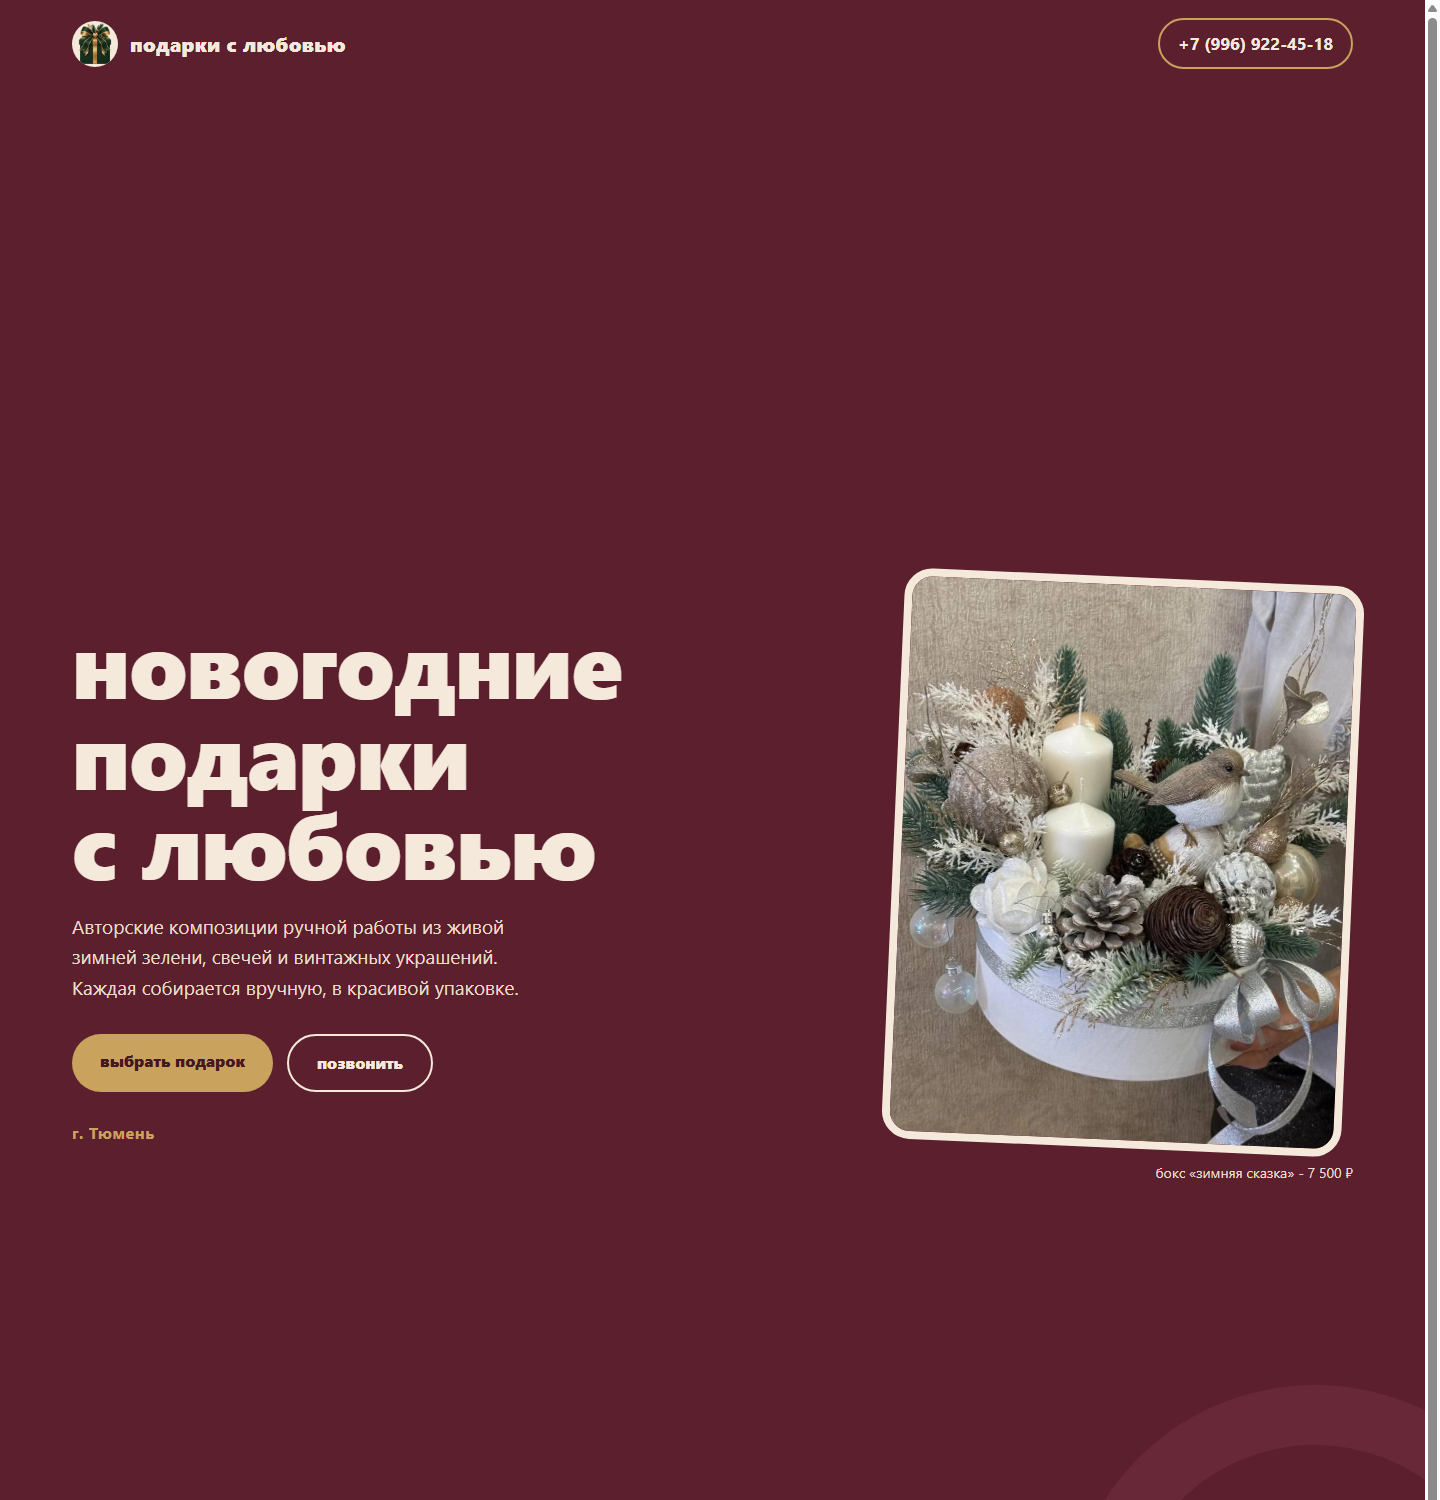 подарки с любовью
+7 (996) 922-45-18
новогодние
подарки
с любовью
Авторские композиции ручной работы из живой
зимней зелени, свечей и винтажных украшений.
Каждая собирается вручную, в красивой упаковке.
выбрать подарок
позвонить
г. Тюмень
бокс «зимняя сказка» - 7 500 ₽